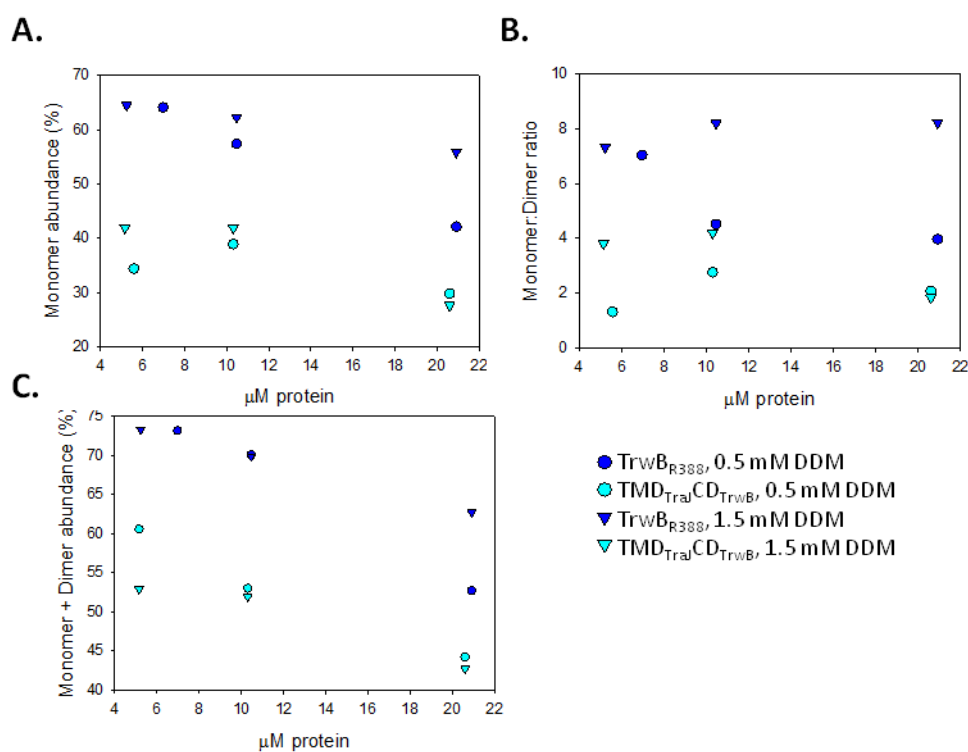 A.
B.
Monomer abundance (%)
70
60
50
40
30
20
4 6 8 10 12 14 16 18 20 22
μM protein
Monomer:Dimer ratio
10
8
6
4
2
0
4 6 8 10 12 14 16 18 20 22
μM protein
C.
Monomer + Dimer abundance (%)
75
70
65
60
55
50
45
40
4 6 8 10 12 14 16 18 20 22
μM protein
TrwB_R388, 0.5 mM DDM
TMD_TraJCD_TrwB, 0.5 mM DDM
TrwB_R388, 1.5 mM DDM
TMD_TraJCD_TrwB, 1.5 mM DDM